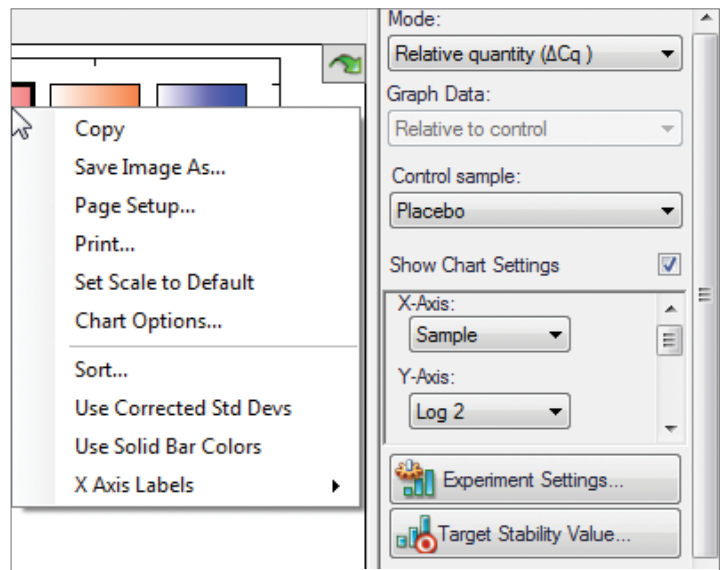 Copy
Save Image As...
Page Setup...
Print...
Set Scale to Default
Chart Options...
Sort...
Use Corrected Std Devs
Use Solid Bar Colors
X Axis Labels
Mode:
Relative quantity (ΔCq )
Graph Data:
Relative to control
Control sample:
Placebo
Show Chart Settings
X-Axis:
Sample
Y-Axis:
Log 2
Experiment Settings...
Target Stability Value...